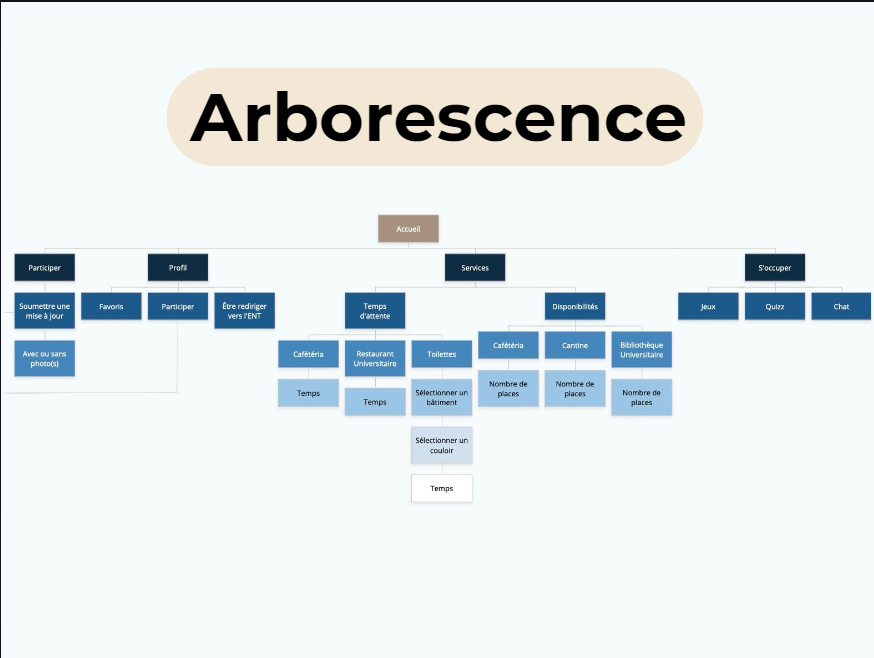 Arborescence
Accueil
Participer
Profil
Services
S'occuper
Soumettre une
mise à jour
Favoris
Participer
Être rediriger
vers l'ENT
Temps
d'attente
Disponibilités
Jeux
Quizz
Chat
Avec ou sans
photo(s)
Cafétéria
Restaurant
Universitaire
Toilettes
Cafétéria
Cantine
Bibliothèque
Universitaire
Temps
Temps
Sélectionner un
bâtiment
Nombre de
places
Nombre de
places
Nombre de
places
Sélectionner un
couloir
Temps